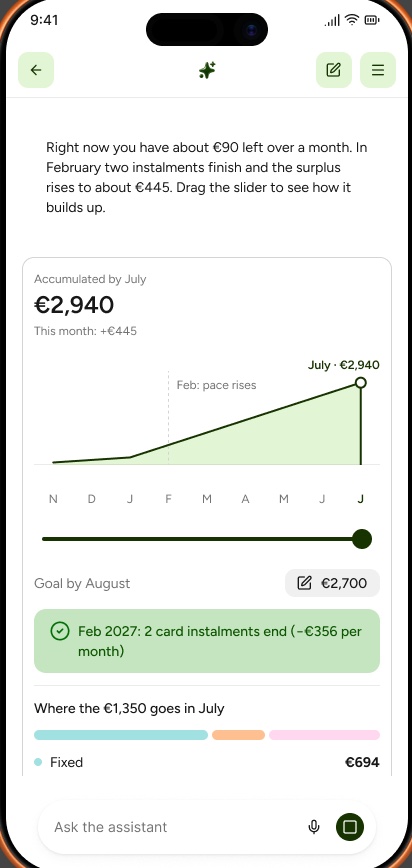 9:41
Right now you have about €90 left over a month. In
February two instalments finish and the surplus
rises to about €445. Drag the slider to see how it
builds up.
Accumulated by July
€2,940
This month: +€445
July · €2,940
Feb: pace rises
N D J F M A M J J
Goal by August
€2,700
Feb 2027: 2 card instalments end (−€356 per
month)
Where the €1,350 goes in July
Fixed €694
Ask the assistant